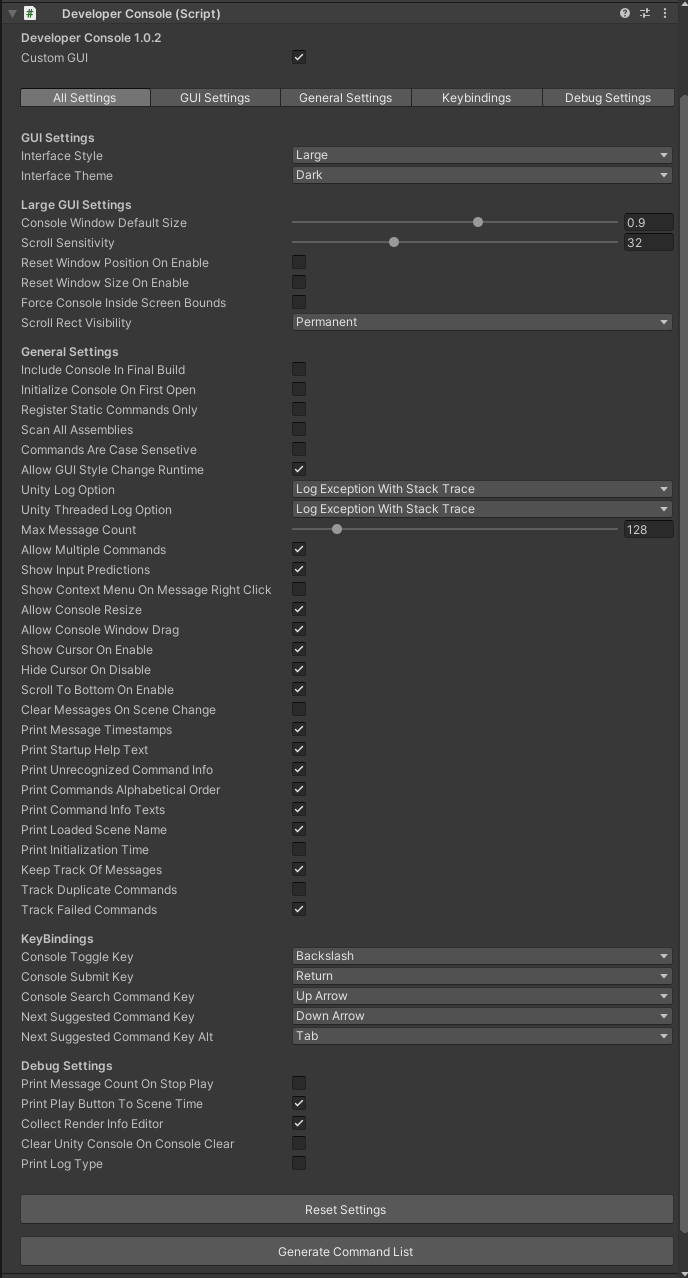 Developer Console (Script)
Developer Console 1.0.2
Custom GUI
All Settings GUI Settings General Settings Keybindings Debug Settings
GUI Settings
Interface Style Large
Interface Theme Dark
Large GUI Settings
Console Window Default Size 0.9
Scroll Sensitivity 32
Reset Window Position On Enable
Reset Window Size On Enable
Force Console Inside Screen Bounds
Scroll Rect Visibility Permanent
General Settings
Include Console In Final Build
Initialize Console On First Open
Register Static Commands Only
Scan All Assemblies
Commands Are Case Sensetive
Allow GUI Style Change Runtime
Unity Log Option Log Exception With Stack Trace
Unity Threaded Log Option Log Exception With Stack Trace
Max Message Count 128
Allow Multiple Commands
Show Input Predictions
Show Context Menu On Message Right Click
Allow Console Resize
Allow Console Window Drag
Show Cursor On Enable
Hide Cursor On Disable
Scroll To Bottom On Enable
Clear Messages On Scene Change
Print Message Timestamps
Print Startup Help Text
Print Unrecognized Command Info
Print Commands Alphabetical Order
Print Command Info Texts
Print Loaded Scene Name
Print Initialization Time
Keep Track Of Messages
Track Duplicate Commands
Track Failed Commands
KeyBindings
Console Toggle Key Backslash
Console Submit Key Return
Console Search Command Key Up Arrow
Next Suggested Command Key Down Arrow
Next Suggested Command Key Alt Tab
Debug Settings
Print Message Count On Stop Play
Print Play Button To Scene Time
Collect Render Info Editor
Clear Unity Console On Console Clear
Print Log Type
Reset Settings
Generate Command List